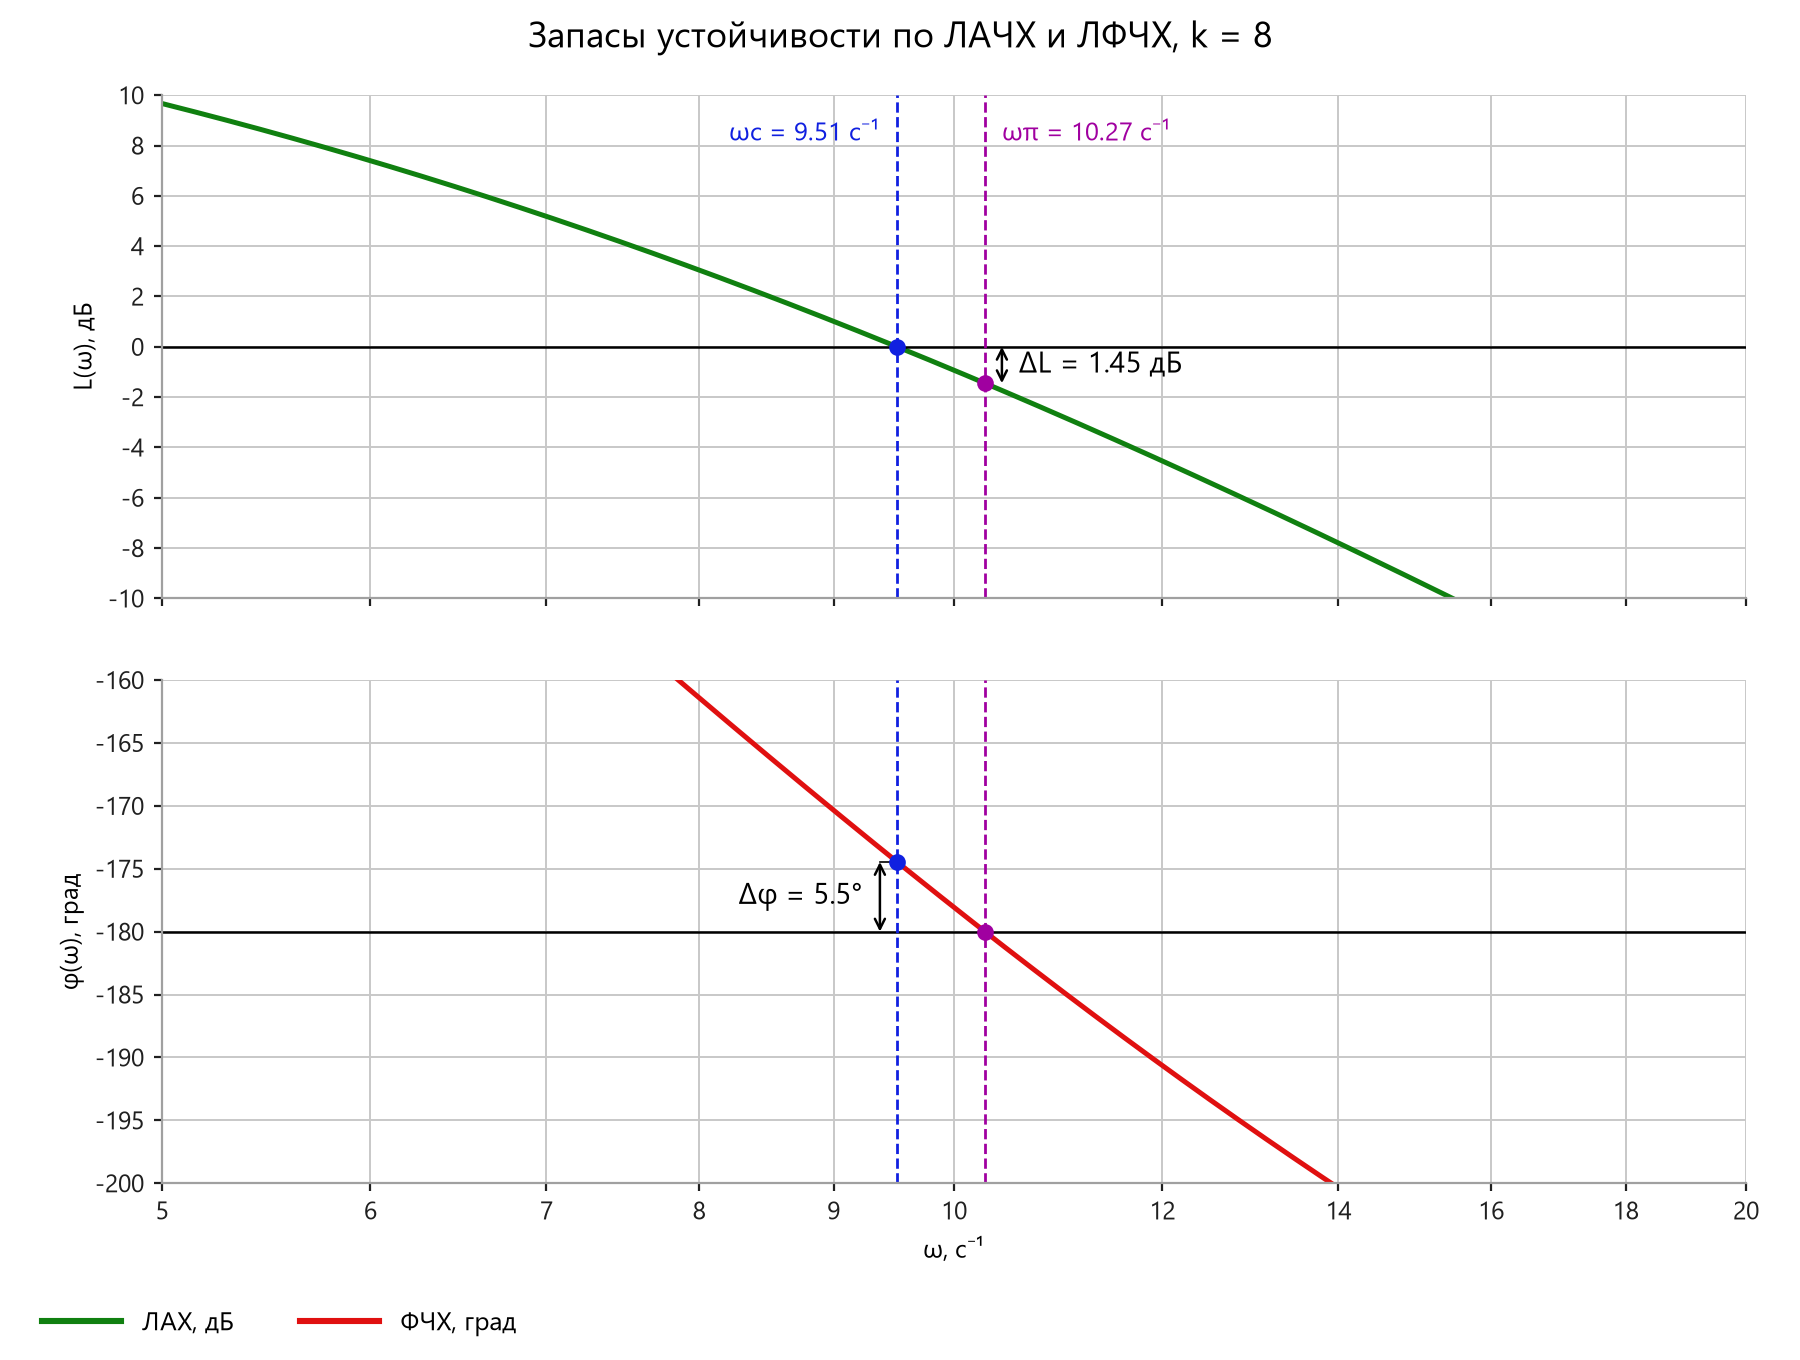 Запасы устойчивости по ЛАЧХ и ЛФЧХ, k = 8
10
8
6
4
2
0
-2
-4
-6
-8
-10
L(ω), дБ
ωc = 9.51 c⁻¹
ωπ = 10.27 c⁻¹
ΔL = 1.45 дБ
-160
-165
-170
-175
-180
-185
-190
-195
-200
φ(ω), град
Δφ = 5.5°
5 6 7 8 9 10 12 14 16 18 20
ω, c⁻¹
ЛАХ, дБ
ФЧХ, град